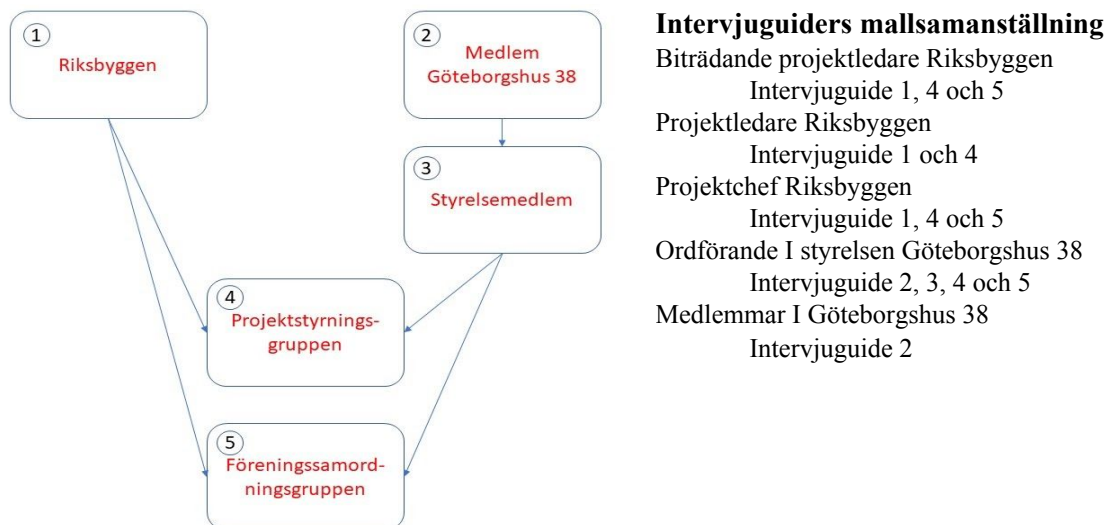 1
Riksbyggen
2
Medlem
Göteborgshus 38
3
Styrelsemedlem
4
Projektstyrnings-
gruppen
5
Föreningssamord-
ningsgruppen
Intervjuguiders mallsamanställning
Biträdande projektledare Riksbyggen
Intervjuguide 1, 4 och 5
Projektledare Riksbyggen
Intervjuguide 1 och 4
Projektchef Riksbyggen
Intervjuguide 1, 4 och 5
Ordförande I styrelsen Göteborgshus 38
Intervjuguide 2, 3, 4 och 5
Medlemmar I Göteborgshus 38
Intervjuguide 2